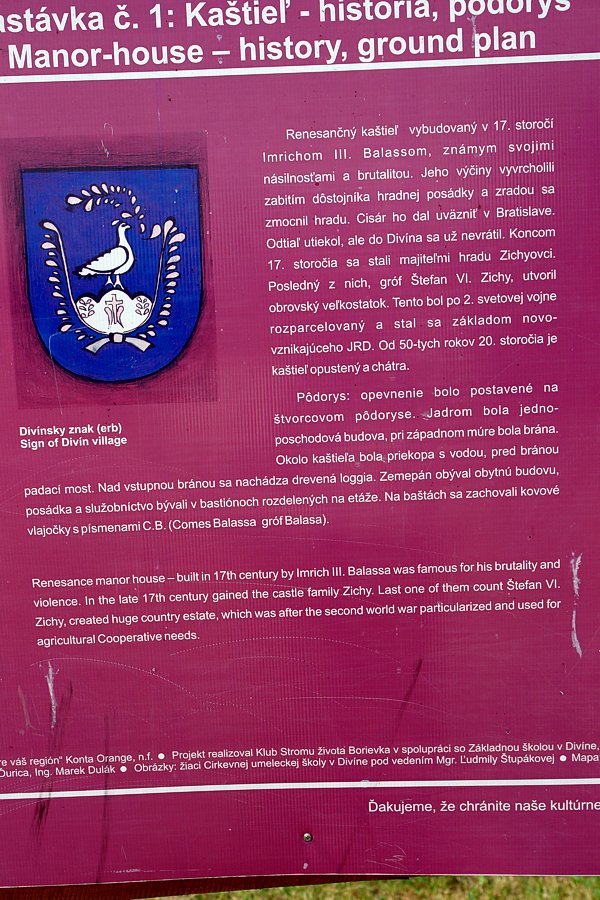 astávka č. 1: Kaštieľ - história, pôdorys
Manor-house – history, ground plan
Renesančný kaštieľ vybudovaný v 17. storočí
Imrichom III. Balassom, známym svojimi
násilnosťami a brutalitou. Jeho výčiny vyvrcholili
zabitím dôstojníka hradnej posádky a zradou sa
zmocnil hradu. Cisár ho dal uväzniť v Bratislave.
Odtiaľ utiekol, ale do Divína sa už nevrátil. Koncom
17. storočia sa stali majiteľmi hradu Zichyovci.
Posledný z nich, gróf Štefan VI. Zichy, utvoril
obrovský veľkostatok. Tento bol po 2. svetovej vojne
rozparcelovaný a stal sa základom novo-
vznikajúceho JRD. Od 50-tych rokov 20. storočia je
kaštieľ opustený a chátra.
Pôdorys: opevnenie bolo postavené na
štvorcovom pôdoryse. Jadrom bola jedno-
poschodová budova, pri západnom múre bola brána.
Okolo kaštieľa bola priekopa s vodou, pred bránou
padací most. Nad vstupnou bránou sa nachádza drevená loggia. Zemepán obýval obytnú budovu,
posádka a služobníctvo bývali v bastiónoch rozdelených na etáže. Na baštách sa zachovali kovové
vlajočky s písmenami C.B. (Comes Balassa gróf Balasa).
Divínsky znak (erb)
Sign of Divín village
Renesance manor house – built in 17th century by Imrich III. Balassa was famous for his brutality and
violence. In the late 17th century gained the castle family Zichy. Last one of them count Štefan VI.
Zichy, created huge country estate, which was after the second world war particularized and used for
agricultural Cooperative needs.
re váš región" Konta Orange, n.f. ● Projekt realizoval Klub Stromu života Borievka v spolupráci so Základnou školou v Divíne,
Ďurica, Ing. Marek Dulák ● Obrázky: žiaci Cirkevnej umeleckej školy v Divíne pod vedením Mgr. Ľudmily Štupákovej ● Mapa
Ďakujeme, že chránite naše kultúrne